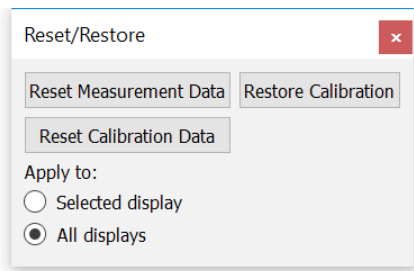 Reset/Restore
Reset Measurement Data Restore Calibration
Reset Calibration Data
Apply to:
Selected display
All displays